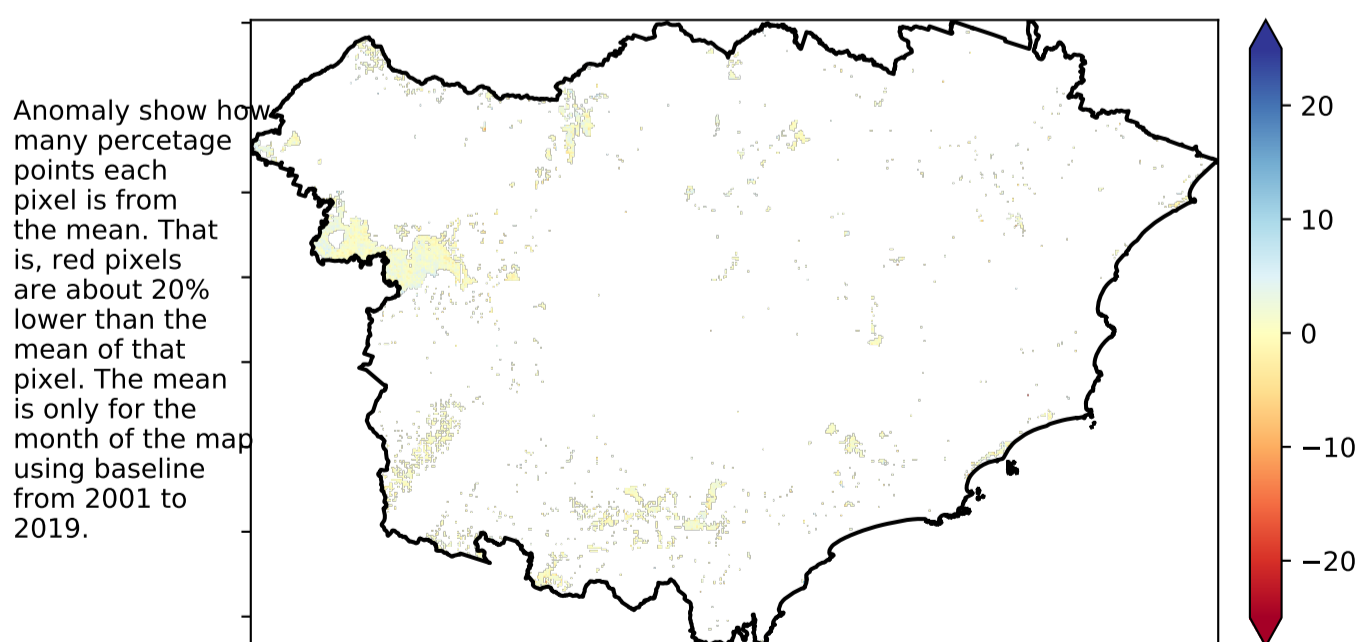 Anomaly show how
many percetage
points each
pixel is from
the mean. That
is, red pixels
are about 20%
lower than the
mean of that
pixel. The mean
is only for the
month of the map
using baseline
from 2001 to
2019.
20
10
0
−10
−20